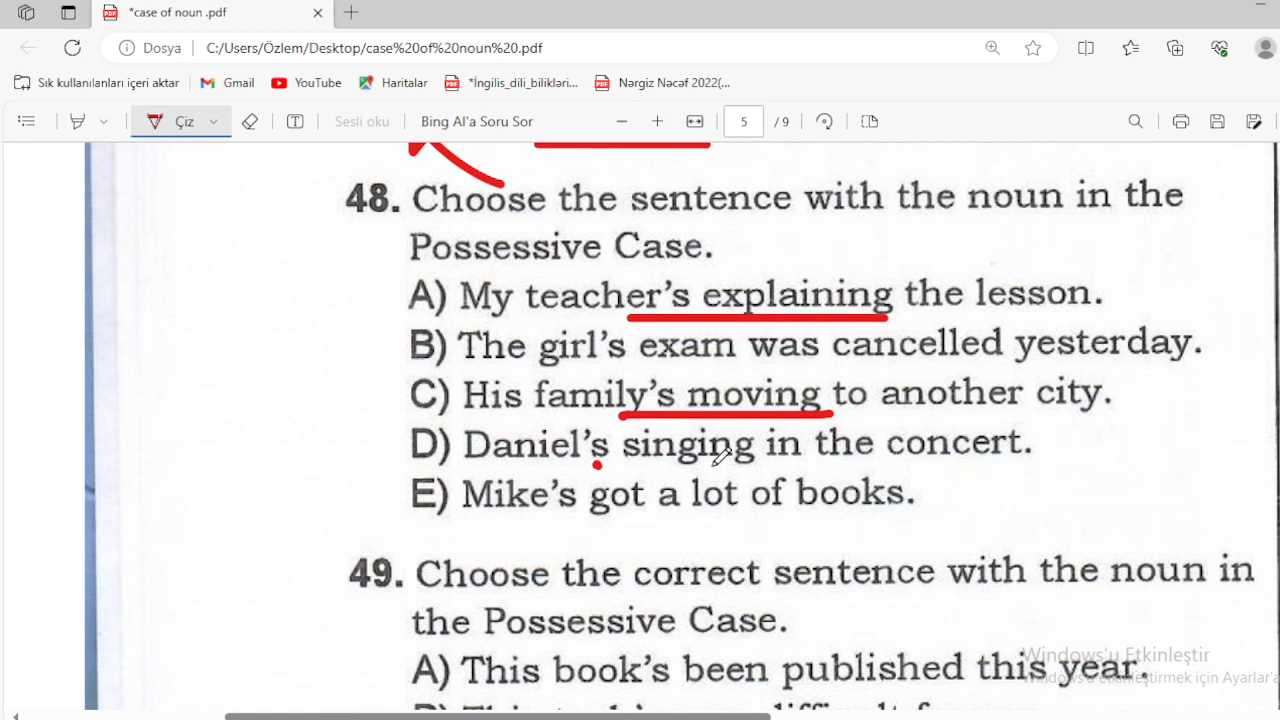 *case of noun .pdf
Dosya C:/Users/Özlem/Desktop/case%20of%20noun%20.pdf
Sık kullanılanları içeri aktar Gmail YouTube Haritalar *İngilis_dili_bilikləri... Nərgiz Nəcəf 2022(...
Çiz Sesli oku Bing AI'a Soru Sor 5 / 9
48. Choose the sentence with the noun in the
Possessive Case.
A) My teacher's explaining the lesson.
B) The girl's exam was cancelled yesterday.
C) His family's moving to another city.
D) Daniel's singing in the concert.
E) Mike's got a lot of books.
49. Choose the correct sentence with the noun in
the Possessive Case.
A) This book's been published this year.
Windows'u Etkinleştir